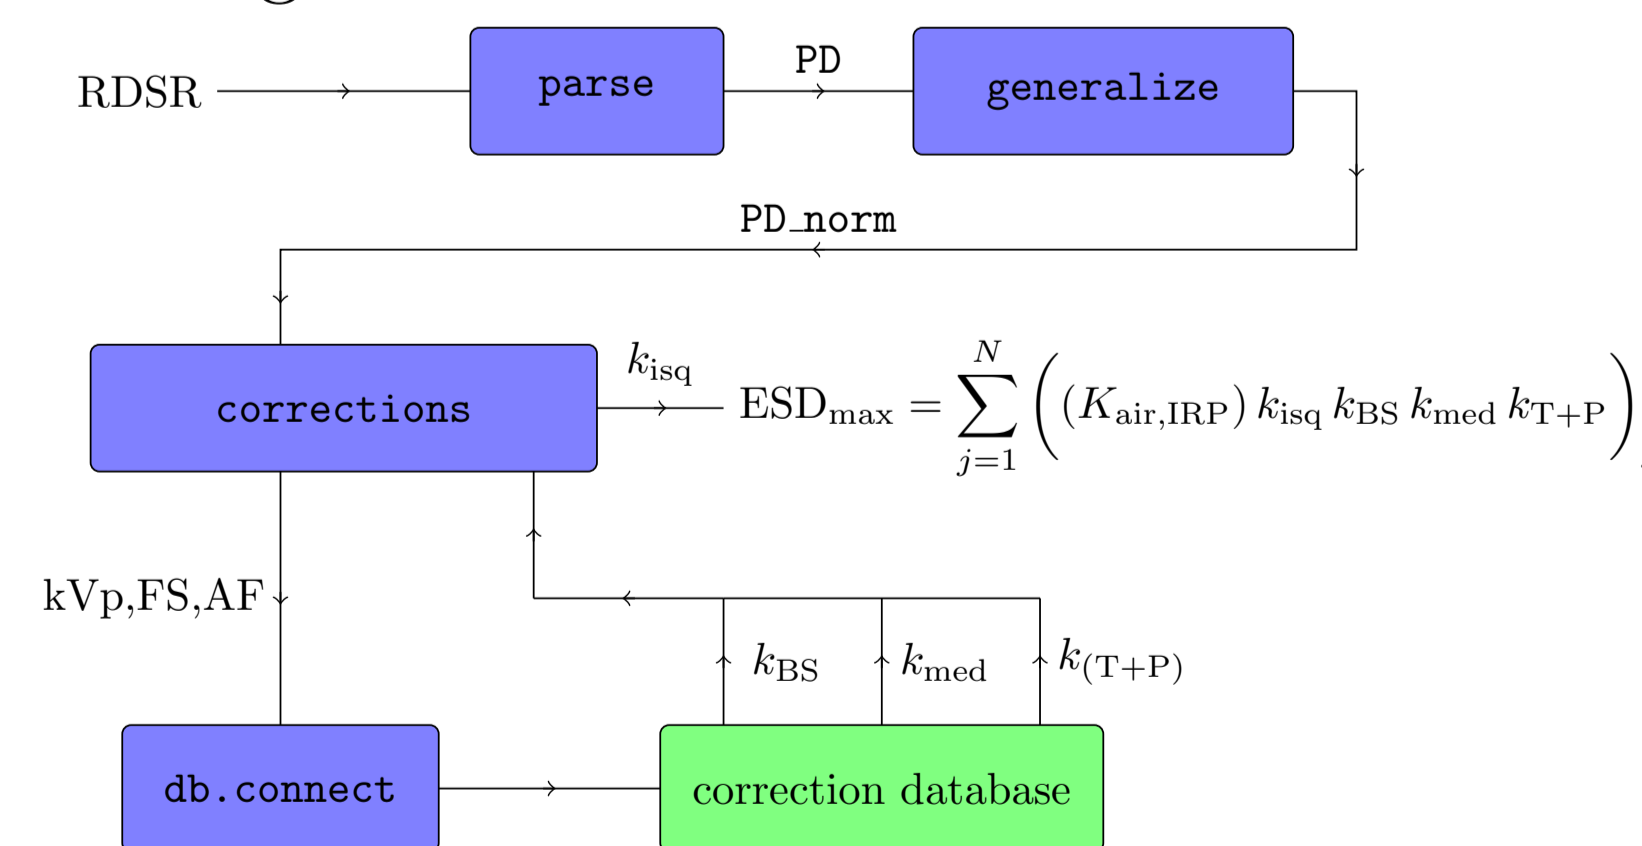 RDSR
parse
PD
generalize
PD_norm
corrections
k_isq
ESD_max = ∑_{j=1}^{N} ((K_air,IRP) k_isq k_BS k_med k_T+P)
kVp,FS,AF
k_BS
k_med
k_(T+P)
db.connect
correction database